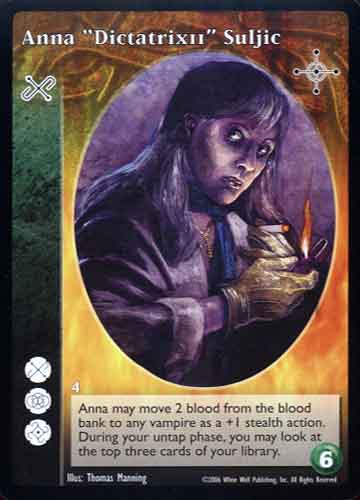 Anna "Dictatrix11" Suljic
4
Anna may move 2 blood from the blood
bank to any vampire as a +1 stealth action.
During your untap phase, you may look at
the top three cards of your library.
6
Illus: Thomas Manning
©2006 White Wolf Publishing, Inc. All Rights Reserved.